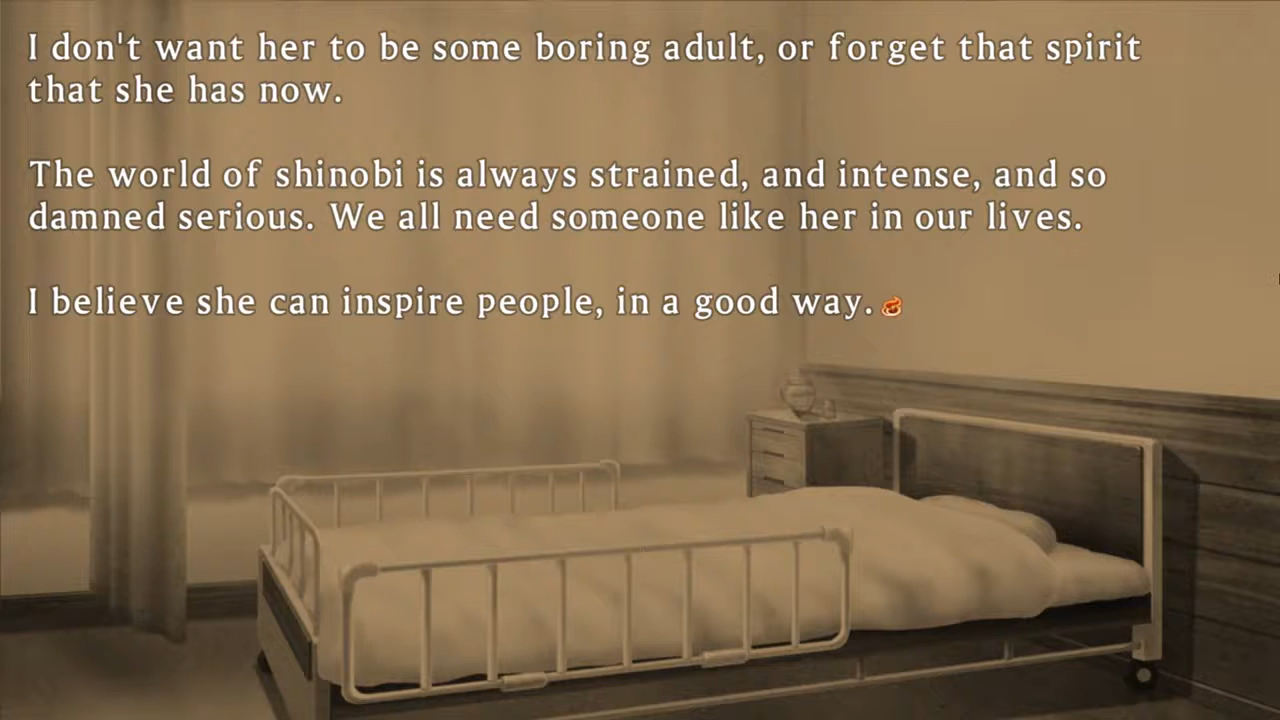 I don't want her to be some boring adult, or forget that spirit
that she has now.
The world of shinobi is always strained, and intense, and so
damned serious. We all need someone like her in our lives.
I believe she can inspire people, in a good way.